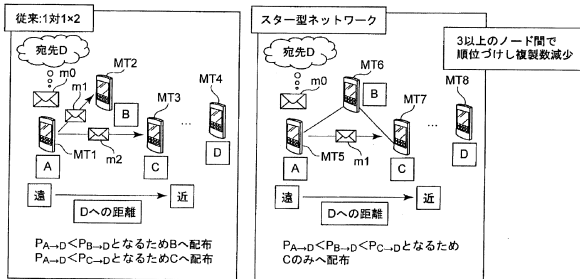 従来:1対1×2
宛先D
m0
MT2
m1
B
MT3
MT4
…
A
MT1
m2
C
D
遠
近
Dへの距離
PA→D<PB→DとなるためBへ配布
PA→D<PC→DとなるためCへ配布
スター型ネットワーク
3以上のノード間で
順位づけし複製数減少
宛先D
m0
MT6
B
MT7
MT8
…
A
MT5
m1
C
D
遠
近
Dへの距離
PA→D<PB→D<PC→Dとなるため
Cのみへ配布